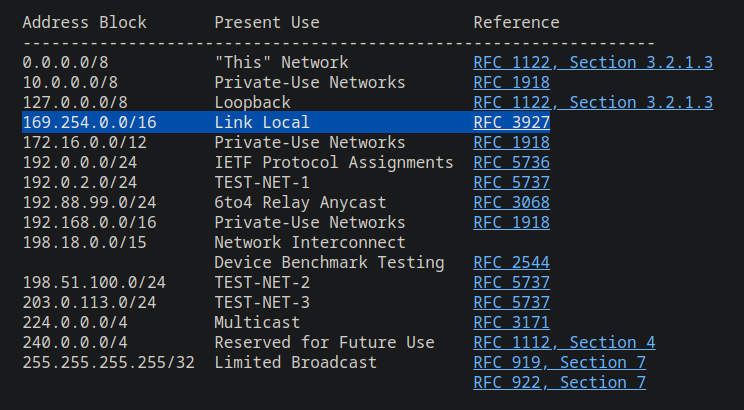 Address Block       Present Use                Reference
------------------------------------------------------------------
0.0.0.0/8           "This" Network             RFC 1122, Section 3.2.1.3
10.0.0.0/8          Private-Use Networks       RFC 1918
127.0.0.0/8         Loopback                   RFC 1122, Section 3.2.1.3
169.254.0.0/16      Link Local                 RFC 3927
172.16.0.0/12       Private-Use Networks       RFC 1918
192.0.0.0/24        IETF Protocol Assignments  RFC 5736
192.0.2.0/24        TEST-NET-1                 RFC 5737
192.88.99.0/24      6to4 Relay Anycast         RFC 3068
192.168.0.0/16      Private-Use Networks       RFC 1918
198.18.0.0/15       Network Interconnect
                    Device Benchmark Testing   RFC 2544
198.51.100.0/24     TEST-NET-2                 RFC 5737
203.0.113.0/24      TEST-NET-3                 RFC 5737
224.0.0.0/4         Multicast                  RFC 3171
240.0.0.0/4         Reserved for Future Use    RFC 1112, Section 4
255.255.255.255/32  Limited Broadcast          RFC 919, Section 7
                                               RFC 922, Section 7